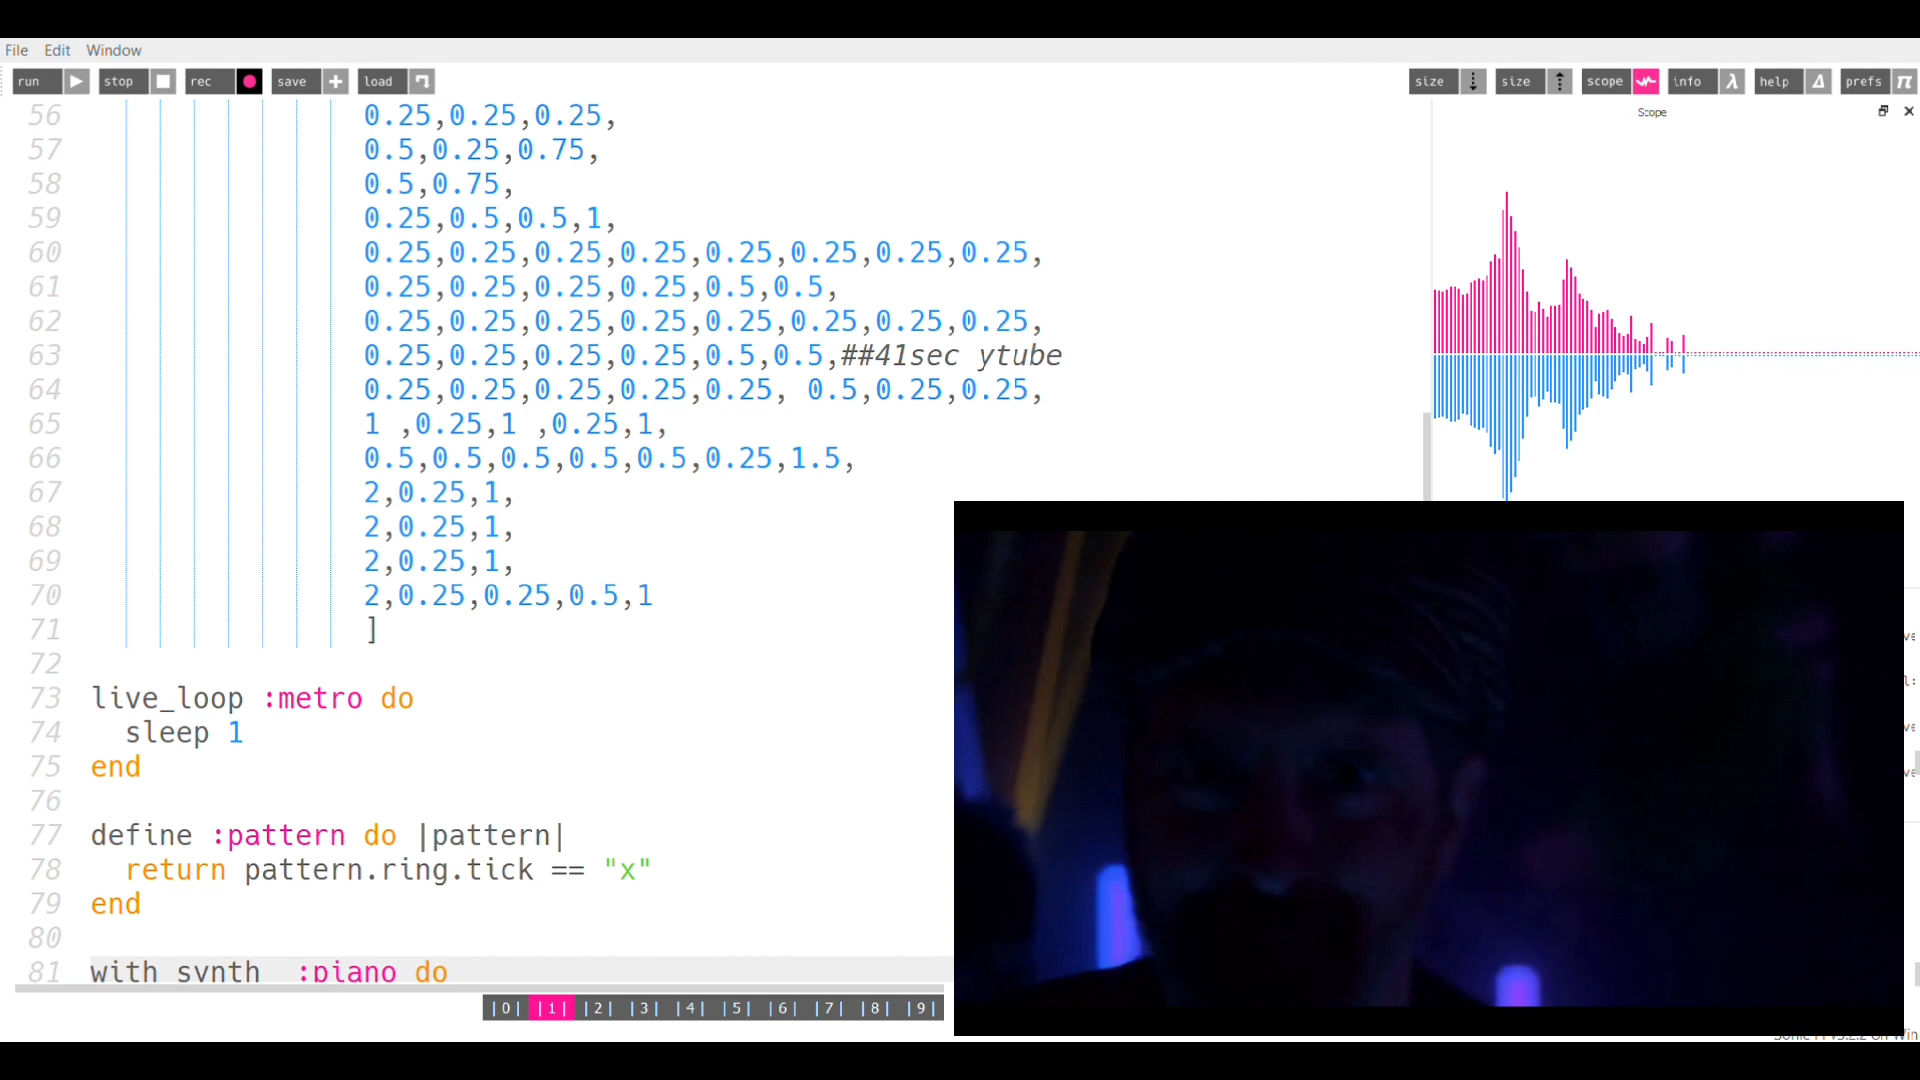 File Edit Window
run stop rec save + load size size scope info λ help prefs π
Scope
56 0.25,0.25,0.25,
57 0.5,0.25,0.75,
58 0.5,0.75,
59 0.25,0.5,0.5,1,
60 0.25,0.25,0.25,0.25,0.25,0.25,0.25,0.25,
61 0.25,0.25,0.25,0.25,0.5,0.5,
62 0.25,0.25,0.25,0.25,0.25,0.25,0.25,0.25,
63 0.25,0.25,0.25,0.25,0.5,0.5,##41sec ytube
64 0.25,0.25,0.25,0.25,0.25, 0.5,0.25,0.25,
65 1 ,0.25,1 ,0.25,1,
66 0.5,0.5,0.5,0.5,0.5,0.25,1.5,
67 2,0.25,1,
68 2,0.25,1,
69 2,0.25,1,
70 2,0.25,0.25,0.5,1
71 ]
72
73 live_loop :metro do
74 sleep 1
75 end
76
77 define :pattern do |pattern|
78 return pattern.ring.tick == "x"
79 end
80
81 with synth :piano do
|0| |1| |2| |3| |4| |5| |6| |7| |8| |9|